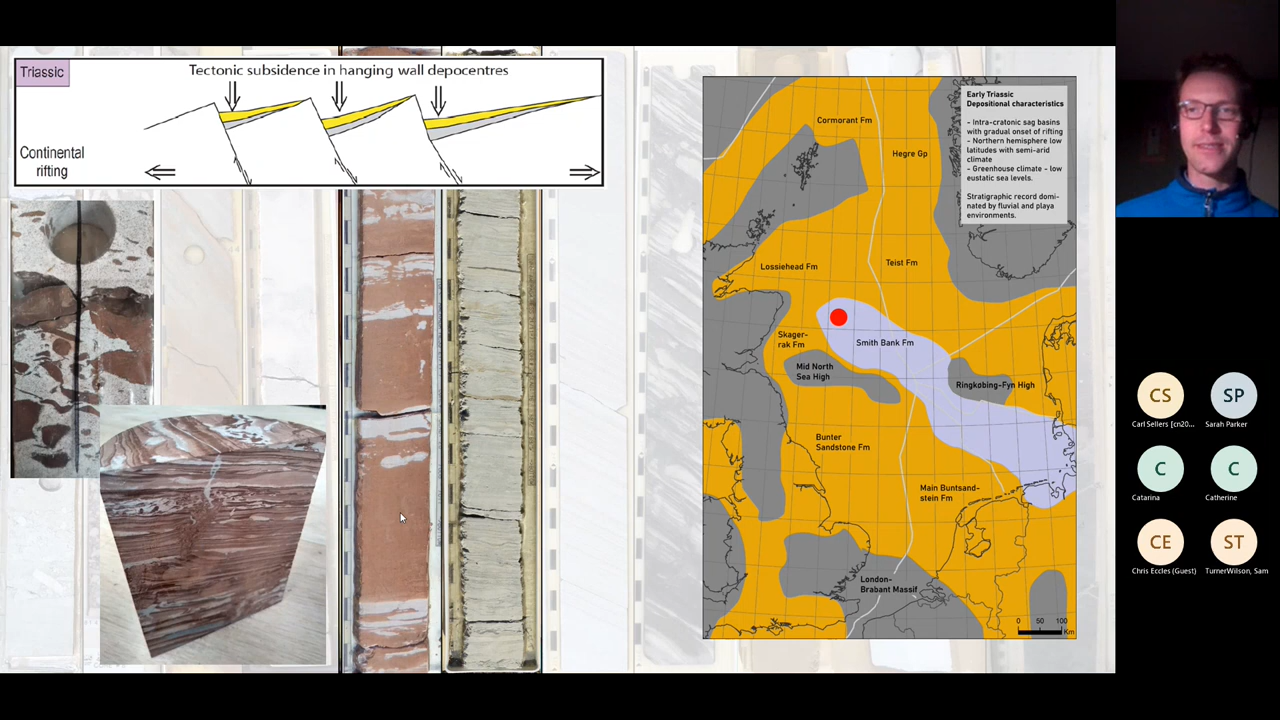 Triassic
Tectonic subsidence in hanging wall depocentres
Continental
rifting
Early Triassic
Depositional characteristics
- Intra-cratonic sag basins
with gradual onset of rifting
- Northern hemisphere low
latitudes with semi-arid
climate
- Greenhouse climate - low
eustatic sea levels.
Stratigraphic record domi-
nated by fluvial and playa
environments.
Cormorant Fm
Hegre Gp
Lossiehead Fm
Teist Fm
Skager-
rak Fm
Smith Bank Fm
Mid North
Sea High
Ringkøbing-Fyn High
Bunter
Sandstone Fm
Main Buntsand-
stein Fm
London-
Brabant Massif
0 50 100
Km
CS
Carl Sellers [cn20...
SP
Sarah Parker
C
Catarina
C
Catherine
CE
Chris Eccles (Guest)
ST
TurnerWilson, Sam